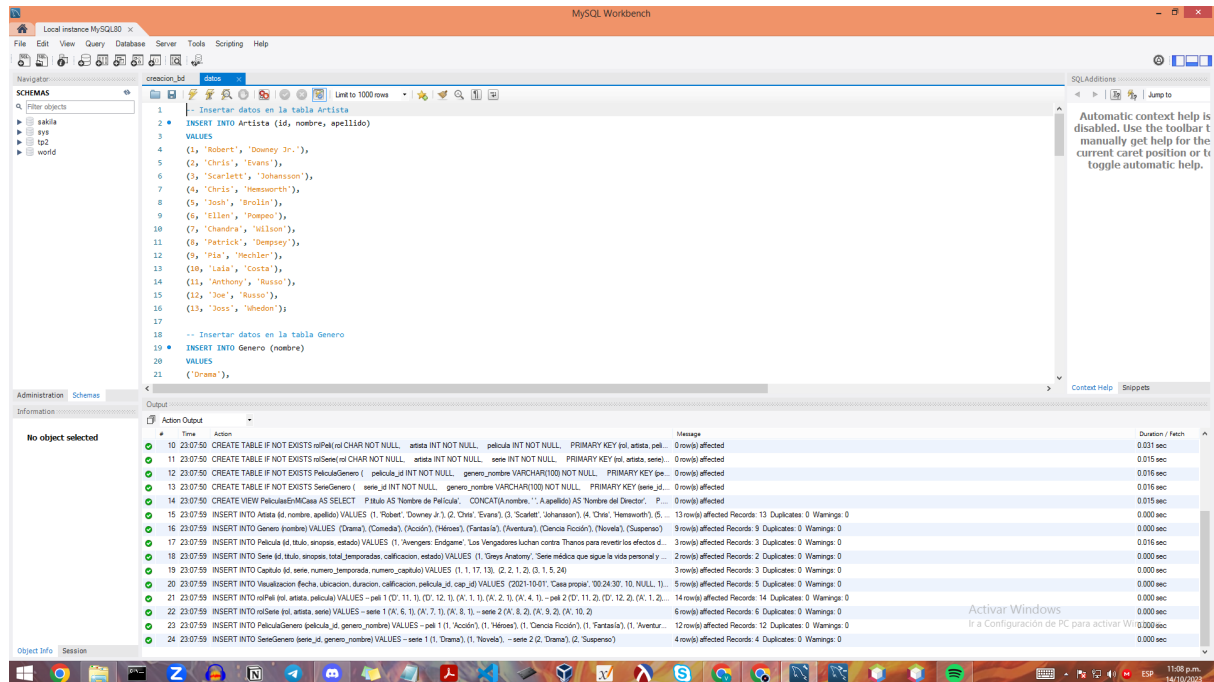 MySQL Workbench
Local instance MySQL80 ×
File Edit View Query Database Server Tools Scripting Help
Navigator
SCHEMAS
Filter objects
sakila
sys
tp2
world
Administration Schemas
Information
No object selected
Object Info Session
creacion_bd datos ×
Limit to 1000 rows
1 -- Insertar datos en la tabla Artista
2 INSERT INTO Artista (id, nombre, apellido)
3 VALUES
4 (1, 'Robert', 'Downey Jr.'),
5 (2, 'Chris', 'Evans'),
6 (3, 'Scarlett', 'Johansson'),
7 (4, 'Chris', 'Hemsworth'),
8 (5, 'Josh', 'Brolin'),
9 (6, 'Ellen', 'Pompeo'),
10 (7, 'Chandra', 'Wilson'),
11 (8, 'Patrick', 'Dempsey'),
12 (9, 'Pia', 'Mechler'),
13 (10, 'Laia', 'Costa'),
14 (11, 'Anthony', 'Russo'),
15 (12, 'Joe', 'Russo'),
16 (13, 'Joss', 'Whedon');
17
18 -- Insertar datos en la tabla Genero
19 INSERT INTO Genero (nombre)
20 VALUES
21 ('Drama'),
SQLAdditions
Jump to
Automatic context help is
disabled. Use the toolbar t
manually get help for the
current caret position or to
toggle automatic help.
Context Help Snippets
Output
Action Output
# Time Action Message Duration / Fetch
10 23:07:50 CREATE TABLE IF NOT EXISTS rolPeli( rol CHAR NOT NULL, artista INT NOT NULL, pelicula INT NOT NULL, PRIMARY KEY (rol, artista, peli... 0 row(s) affected 0.031 sec
11 23:07:50 CREATE TABLE IF NOT EXISTS rolSerie( rol CHAR NOT NULL, artista INT NOT NULL, serie INT NOT NULL, PRIMARY KEY (rol, artista, serie)... 0 row(s) affected 0.015 sec
12 23:07:50 CREATE TABLE IF NOT EXISTS PeliculaGenero ( pelicula_id INT NOT NULL, genero_nombre VARCHAR(100) NOT NULL, PRIMARY KEY (pe... 0 row(s) affected 0.016 sec
13 23:07:50 CREATE TABLE IF NOT EXISTS SerieGenero ( serie_id INT NOT NULL, genero_nombre VARCHAR(100) NOT NULL, PRIMARY KEY (serie_id,... 0 row(s) affected 0.016 sec
14 23:07:50 CREATE VIEW PeliculasEnMiCasa AS SELECT P.titulo AS 'Nombre de Película', CONCAT(A.nombre, ' ', A.apellido) AS 'Nombre del Director', P... 0 row(s) affected 0.015 sec
15 23:07:59 INSERT INTO Artista (id, nombre, apellido) VALUES (1, 'Robert', 'Downey Jr.'), (2, 'Chris', 'Evans'), (3, 'Scarlett', 'Johansson'), (4, 'Chris', 'Hemsworth'), (5, ... 13 row(s) affected Records: 13 Duplicates: 0 Warnings: 0 0.000 sec
16 23:07:59 INSERT INTO Genero (nombre) VALUES ('Drama'), ('Comedia'), ('Acción'), ('Héroes'), ('Fantasía'), ('Aventura'), ('Ciencia Ficción'), ('Novela'), ('Suspenso') 9 row(s) affected Records: 9 Duplicates: 0 Warnings: 0 0.000 sec
17 23:07:59 INSERT INTO Pelicula (id, titulo, sinopsis, estado) VALUES (1, 'Avengers: Endgame', 'Los Vengadores luchan contra Thanos para revertir los efectos d... 3 row(s) affected Records: 3 Duplicates: 0 Warnings: 0 0.016 sec
18 23:07:59 INSERT INTO Serie (id, titulo, sinopsis, total_temporadas, calificacion, estado) VALUES (1, 'Greys Anatomy', 'Serie médica que sigue la vida personal y ... 2 row(s) affected Records: 2 Duplicates: 0 Warnings: 0 0.000 sec
19 23:07:59 INSERT INTO Capitulo (id, serie, numero_temporada, numero_capitulo) VALUES (1, 1, 17, 13), (2, 2, 1, 2), (3, 1, 5, 24) 3 row(s) affected Records: 3 Duplicates: 0 Warnings: 0 0.000 sec
20 23:07:59 INSERT INTO Visualizacion (fecha, ubicacion, duracion, calificacion, pelicula_id, cap_id) VALUES ('2021-10-01', 'Casa propia', '00:24:30', 10, NULL, 1)... 5 row(s) affected Records: 5 Duplicates: 0 Warnings: 0 0.000 sec
21 23:07:59 INSERT INTO rolPeli (rol, artista, pelicula) VALUES -- peli 1 ('D', 11, 1), ('D', 12, 1), ('A', 1, 1), ('A', 2, 1), ('A', 4, 1), -- peli 2 ('D', 11, 2), ('D', 12, 2), ('A', 1, 2),... 14 row(s) affected Records: 14 Duplicates: 0 Warnings: 0 0.000 sec
22 23:07:59 INSERT INTO rolSerie (rol, artista, serie) VALUES -- serie 1 ('A', 6, 1), ('A', 7, 1), ('A', 8, 1), -- serie 2 ('A', 8, 2), ('A', 9, 2), ('A', 10, 2) 6 row(s) affected Records: 6 Duplicates: 0 Warnings: 0 0.000 sec
23 23:07:59 INSERT INTO PeliculaGenero (pelicula_id, genero_nombre) VALUES -- peli 1 (1, 'Acción'), (1, 'Héroes'), (1, 'Ciencia Ficción'), (1, 'Fantasía'), (1, 'Aventur... 12 row(s) affected Records: 12 Duplicates: 0 Warnings: 0 0.000 sec
24 23:07:59 INSERT INTO SerieGenero (serie_id, genero_nombre) VALUES -- serie 1 (1, 'Drama'), (1, 'Novela'), -- serie 2 (2, 'Drama'), (2, 'Suspenso') 4 row(s) affected Records: 4 Duplicates: 0 Warnings: 0 0.000 sec
Activar Windows
Ir a Configuración de PC para activar
ESP
11:08 p.m.
14/10/2023